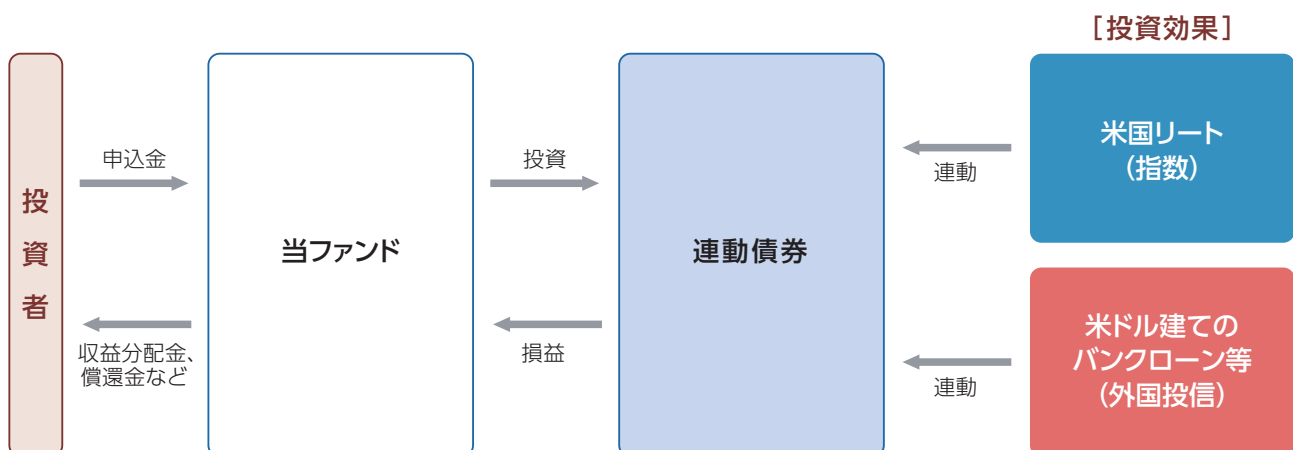 [投資効果]
投資者
申込金
収益分配金、
償還金など
当ファンド
投資
損益
連動債券
連動
連動
米国リート
(指数)
米ドル建ての
バンクローン等
(外国投信)